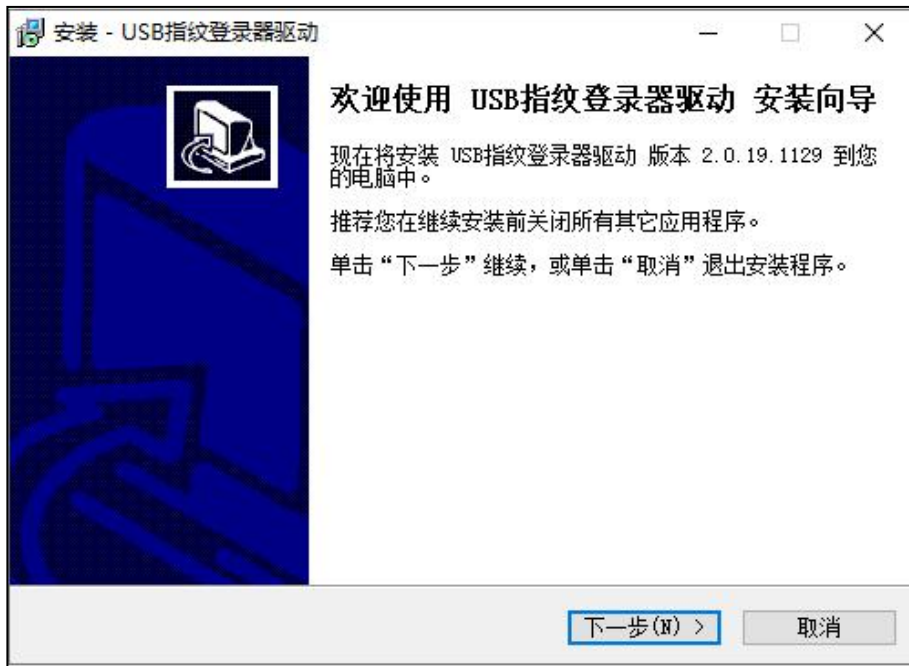 安装 - USB指纹登录器驱动
欢迎使用 USB指纹登录器驱动 安装向导
现在将安装 USB指纹登录器驱动 版本 2.0.19.1129 到您
的电脑中。
推荐您在继续安装前关闭所有其它应用程序。
单击“下一步”继续，或单击“取消”退出安装程序。
下一步(N) >
取消